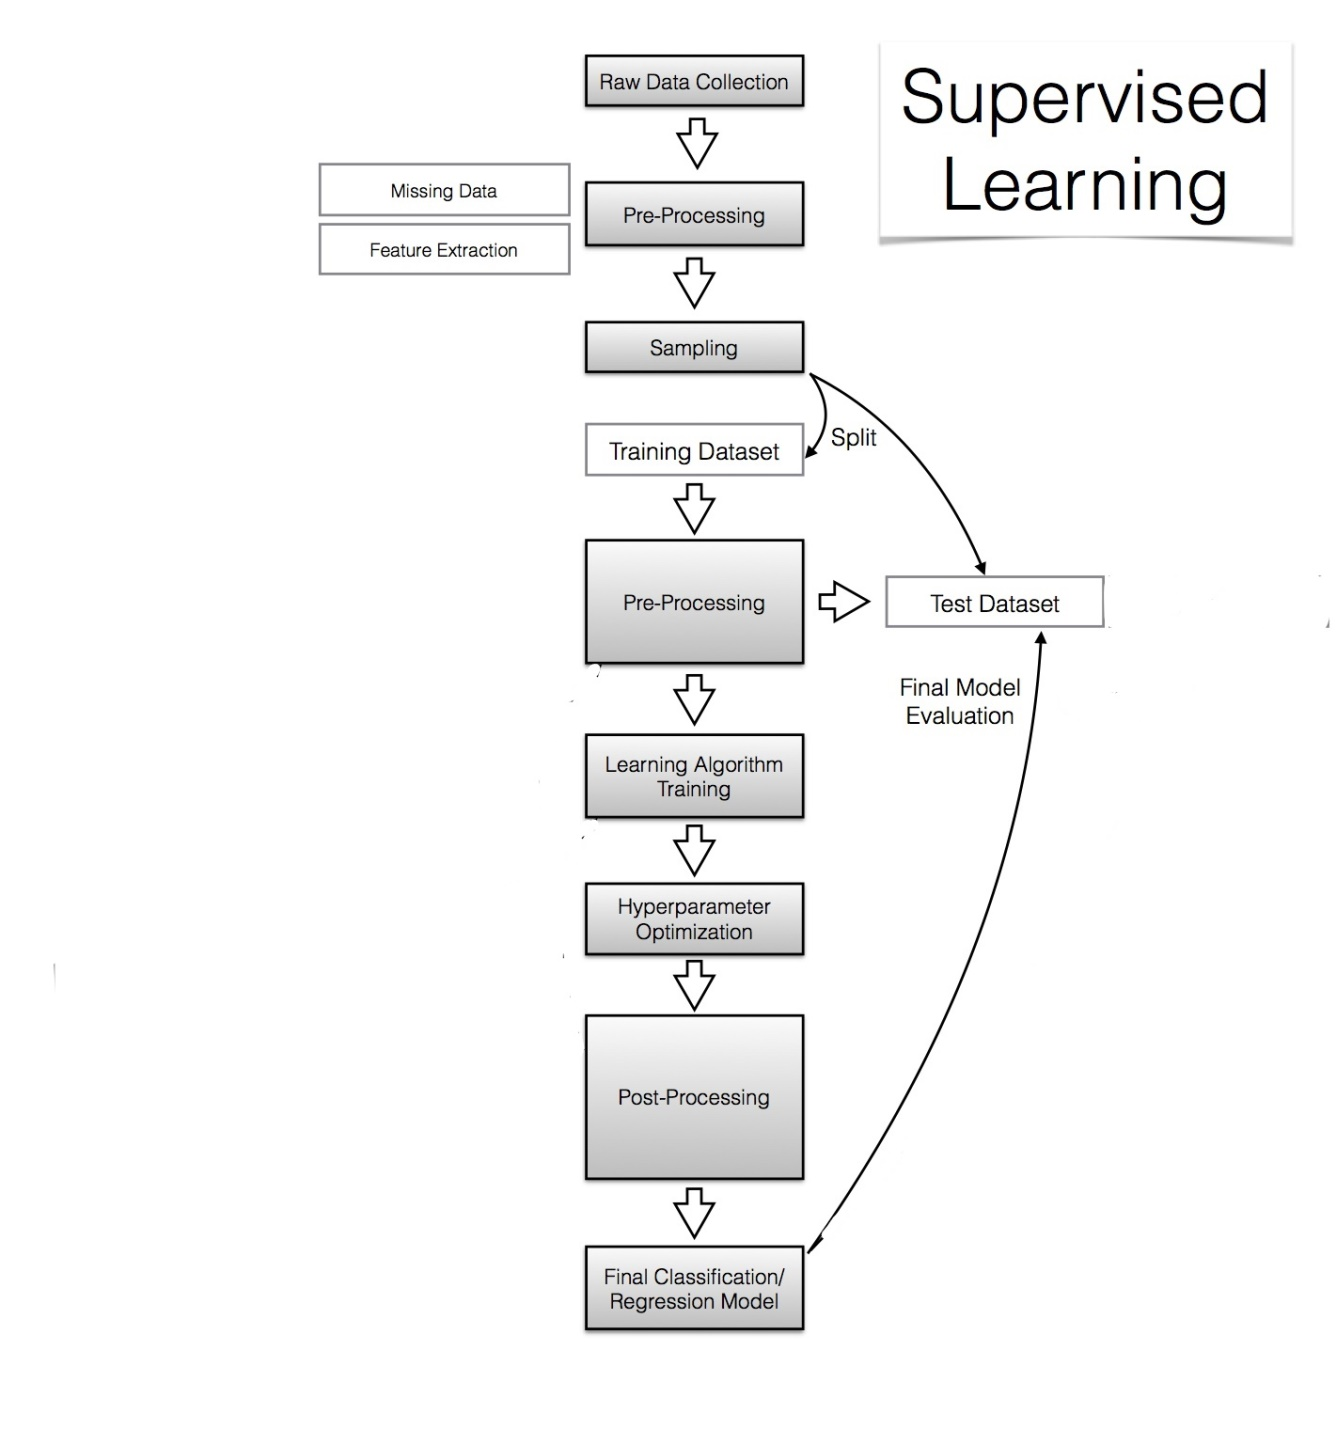 Supervised
Learning
Raw Data Collection
Missing Data
Feature Extraction
Pre-Processing
Sampling
Split
Training Dataset
Pre-Processing
Test Dataset
Final Model
Evaluation
Learning Algorithm
Training
Hyperparameter
Optimization
Post-Processing
Final Classification/
Regression Model